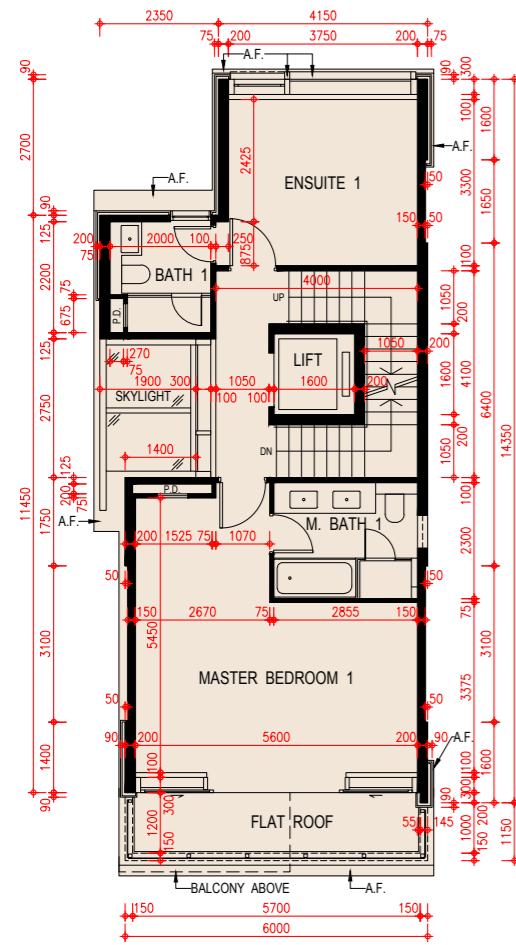 2350 4150
75 200 3750 200 75
A.F.
90 90 300
100 1600
2700 2425 3300
A.F. A.F.
ENSUITE 1
50 1650
90 150 50
125 200 2000 100 250
75 875 100
BATH 1
2200 4000
UP 1050
75 200
675 P.D.
125 270 LIFT 1050 200
75
1900 300 1050 1600 200 1600 4100 6400
SKYLIGHT 100 100
2750 14350
1400 DN 1050 200
125
P.D. 100
200
75
11450 1750 A.F. M. BATH 1 2300
200 1525 75 1070
50 50
150 2670 75 2855 150 75
5450
3100 3100
MASTER BEDROOM 1 3375
50 50
A.F.
90 200 5600 200 90
1400 100 1600
100
300 300
90
FLAT ROOF 55 145 200
1200 1000 1150
150 150
BALCONY ABOVE A.F.
150 5700 150
6000